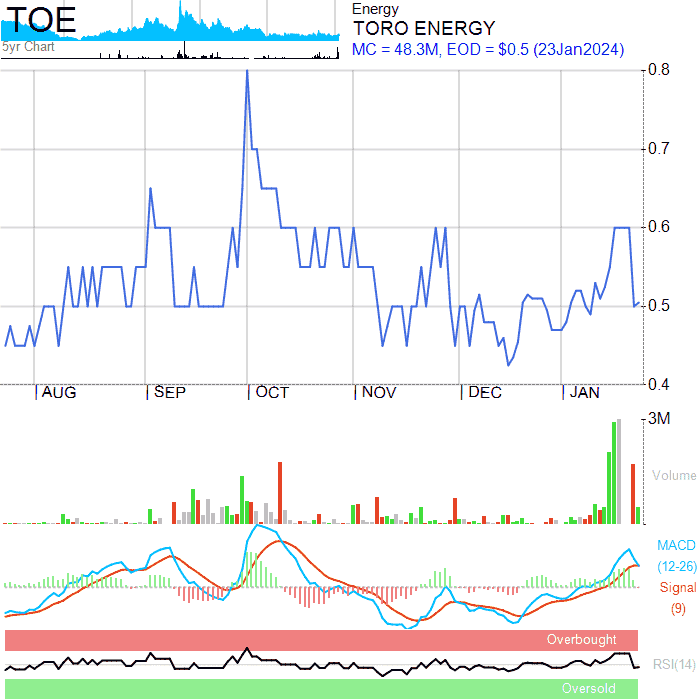 TOE
5yr Chart
Energy
TORO ENERGY
MC = 48.3M, EOD = $0.5 (23Jan2024)
0.8
0.7
0.6
0.5
0.4
AUG SEP OCT NOV DEC JAN
3M
Volume
MACD
(12-26)
Signal
(9)
Overbought
RSI(14)
Oversold